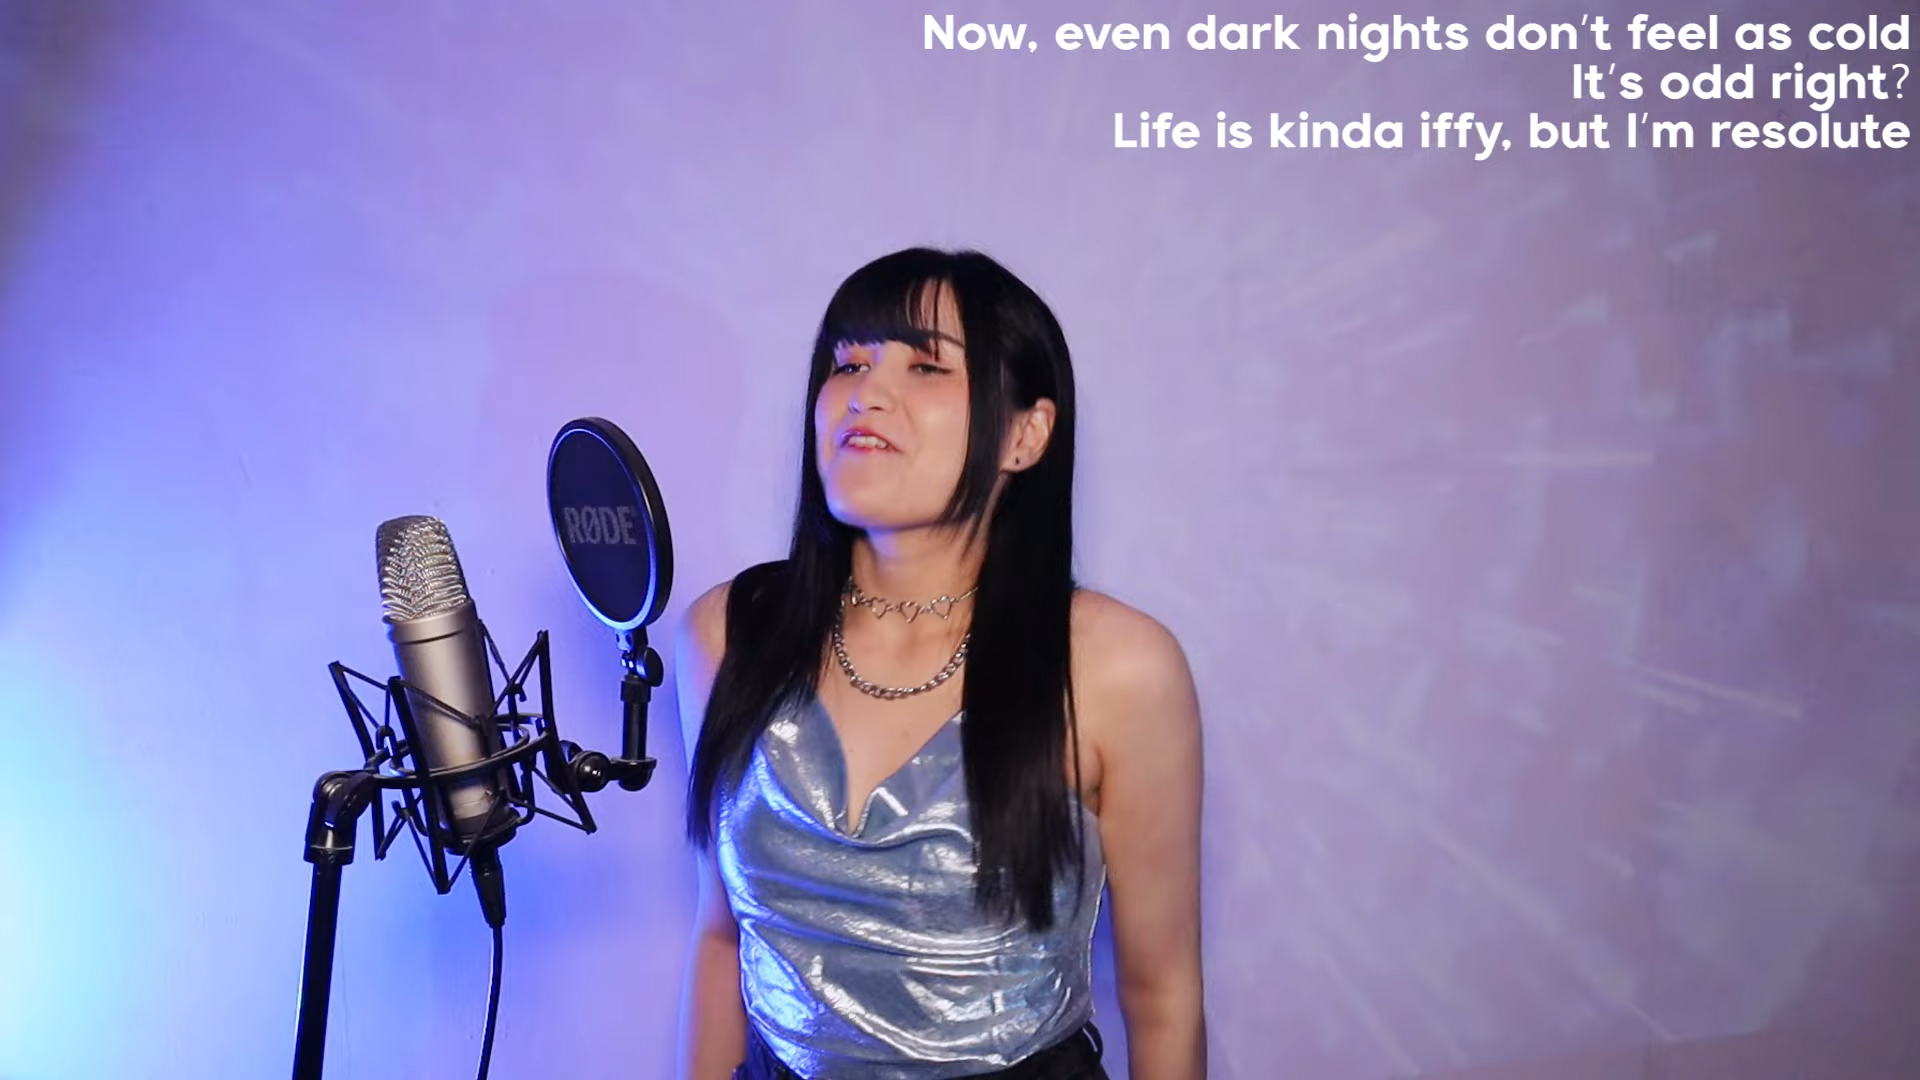 Now, even dark nights don't feel as cold
It's odd right?
Life is kinda iffy, but I'm resolute
RØDE